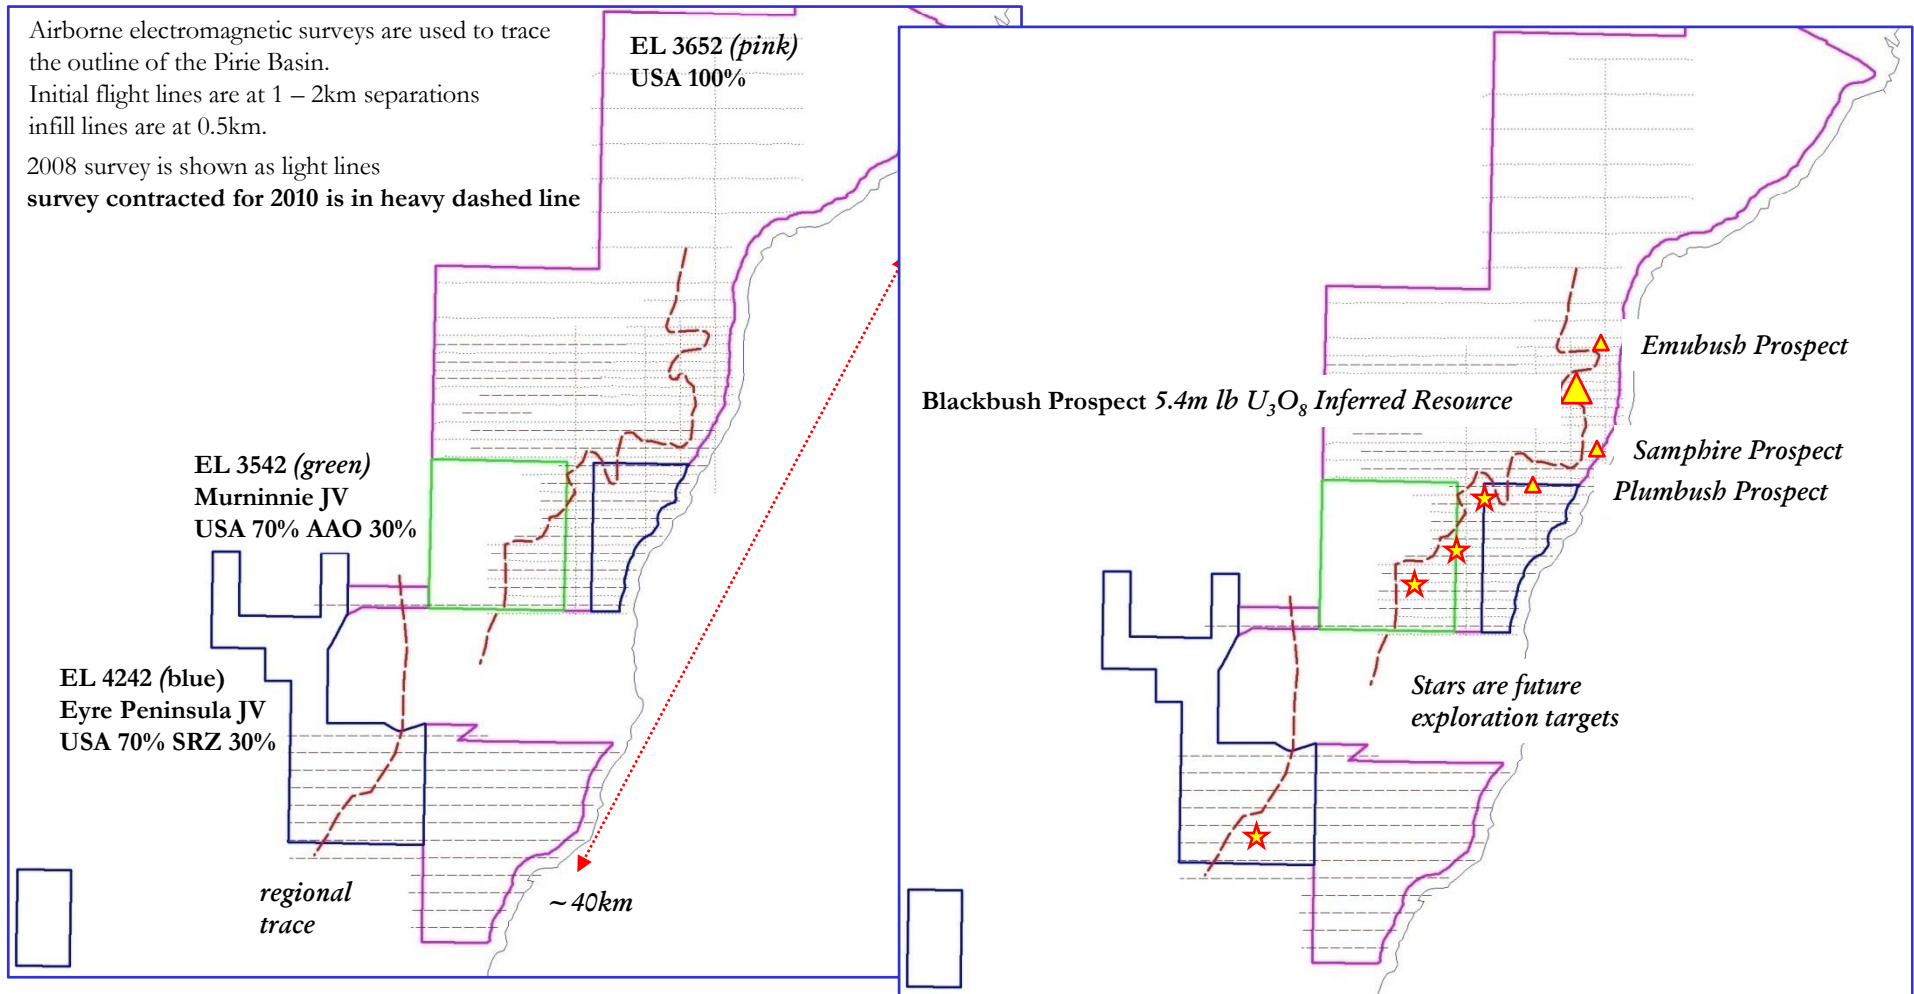 Airborne electromagnetic surveys are used to trace
the outline of the Pirie Basin.
Initial flight lines are at 1 – 2km separations
infill lines are at 0.5km.
2008 survey is shown as light lines
survey contracted for 2010 is in heavy dashed line
EL 3652 (pink)
USA 100%
EL 3542 (green)
Murninnie JV
USA 70% AAO 30%
EL 4242 (blue)
Eyre Peninsula JV
USA 70% SRZ 30%
regional
trace
~40km
Emubush Prospect
Blackbush Prospect 5.4m lb U₃O₈ Inferred Resource
Samphire Prospect
Plumbush Prospect
Stars are future
exploration targets